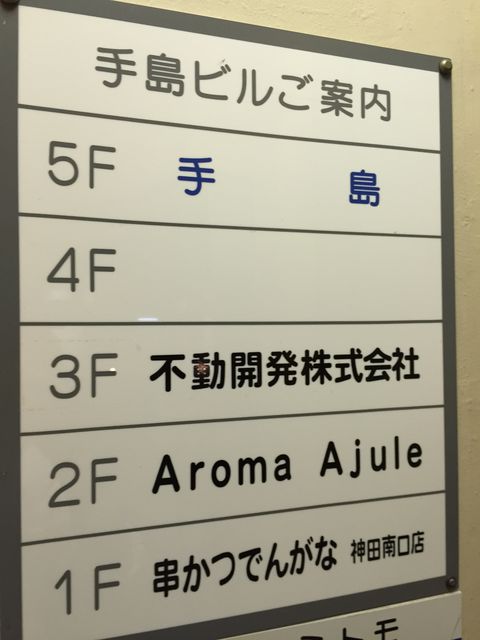 手島ビルご案内
5F 手 島
4F
3F 不動開発株式会社
2F Aroma Ajule
1F 串かつでんがな 神田南口店